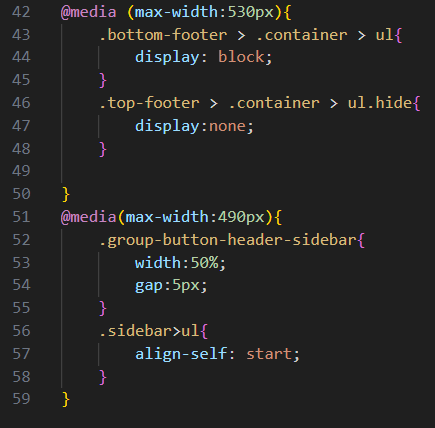 42 @media (max-width:530px){
43 .bottom-footer > .container > ul{
44 display: block;
45 }
46 .top-footer > .container > ul.hide{
47 display:none;
48 }
49
50 }
51 @media(max-width:490px){
52 .group-button-header-sidebar{
53 width:50%;
54 gap:5px;
55 }
56 .sidebar>ul{
57 align-self: start;
58 }
59 }